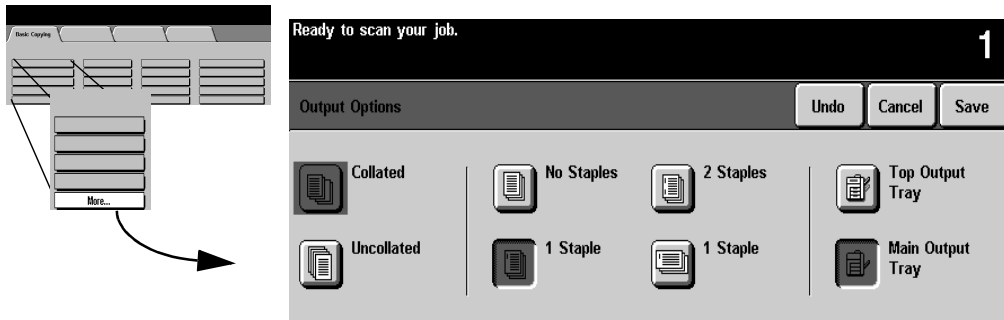 Basic Copying
More...
Ready to scan your job.
1
Output Options
Undo
Cancel
Save
Collated
No Staples
2 Staples
Top Output
Tray
Uncollated
1 Staple
1 Staple
Main Output
Tray